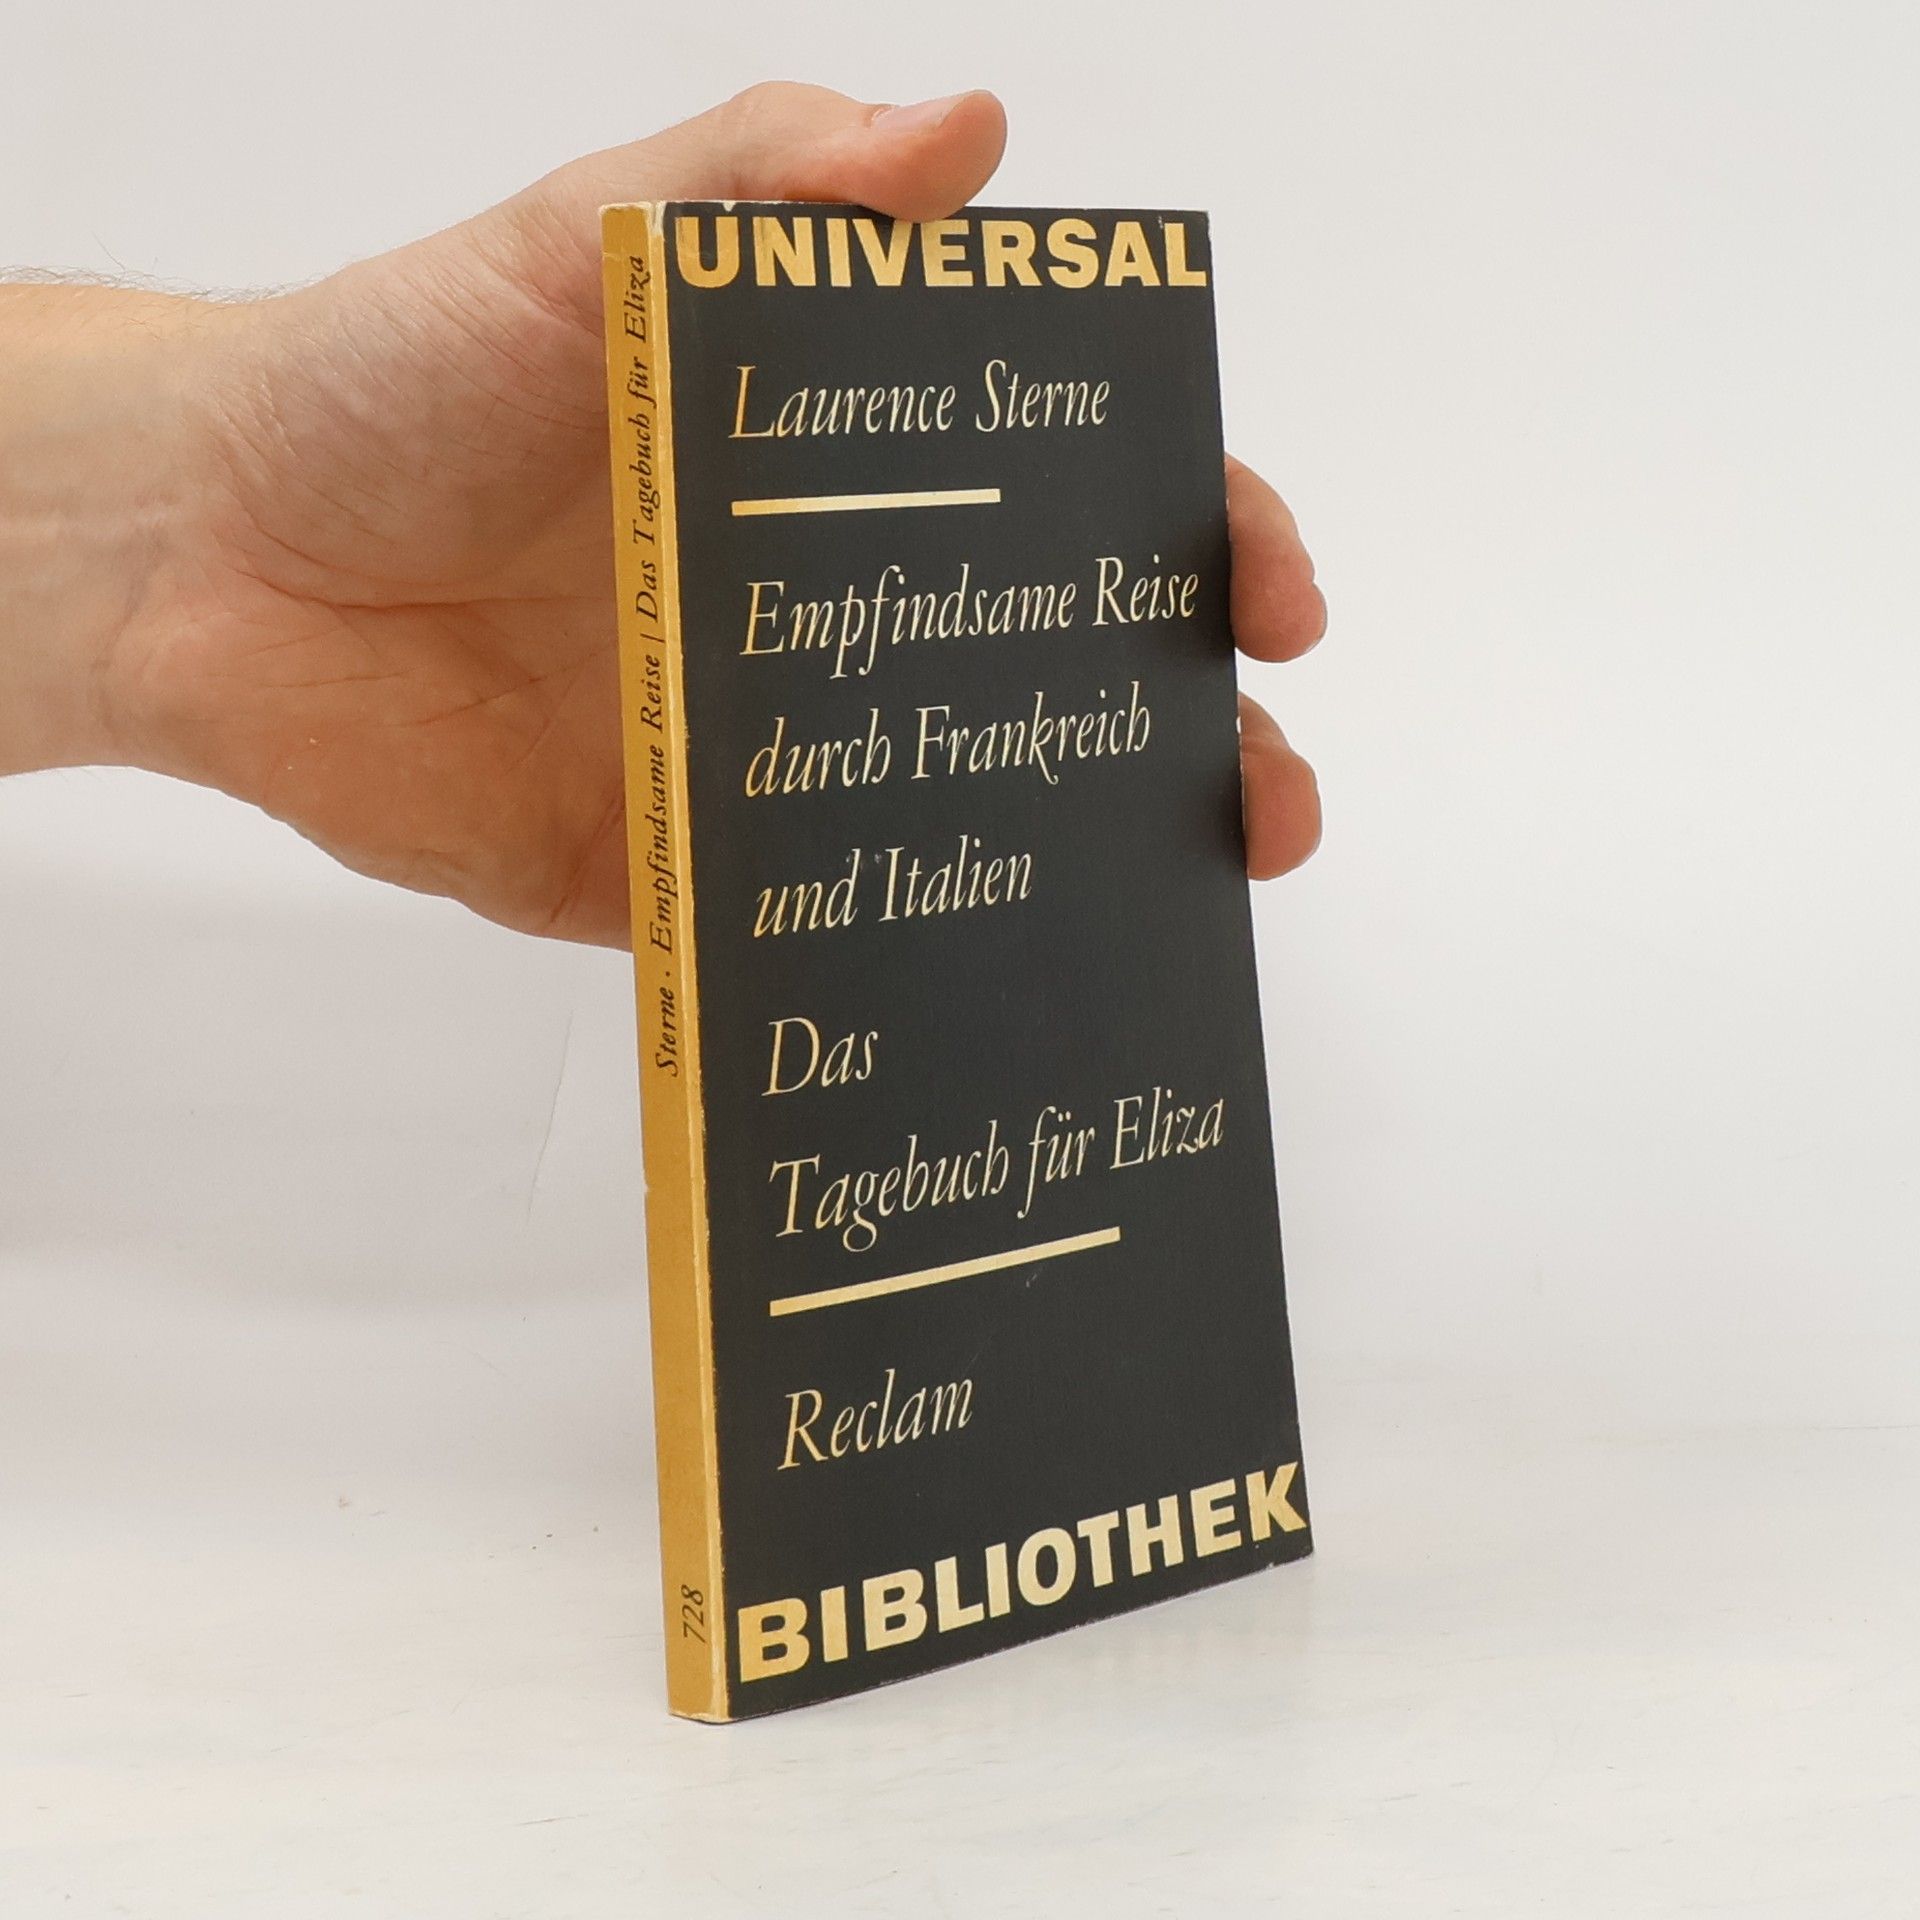 UNIVERSAL
Laurence Sterne
Empfindsame Reise
durch Frankreich
und Italien
Das
Tagebuch für Eliza
Reclam
BIBLIOTHEK
Sterne · Empfindsame Reise | Das Tagebuch für Eliza
728